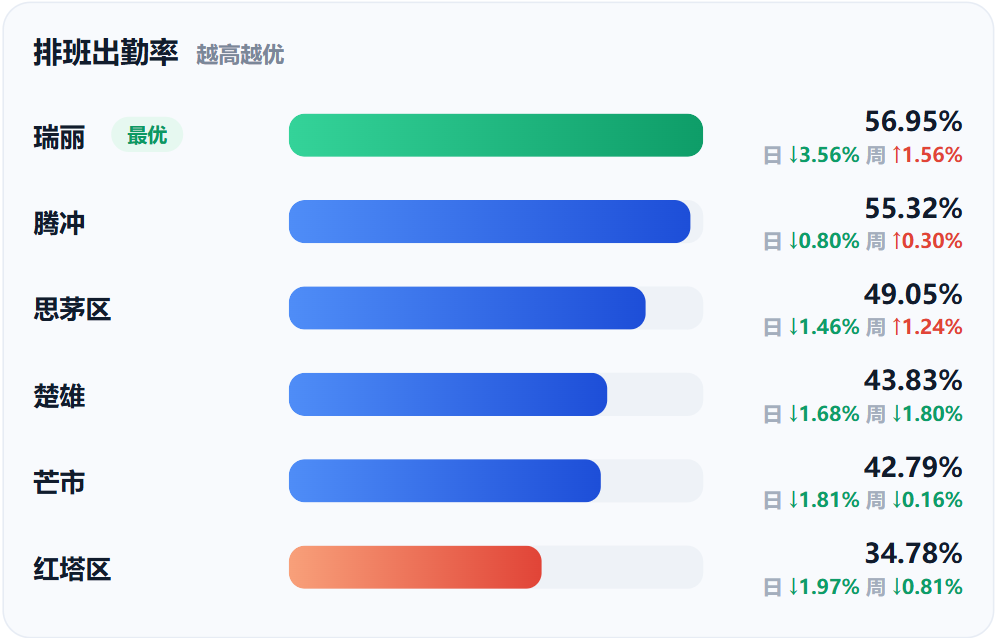 排班出勤率 越高越优
瑞丽 最优 56.95%
日 ↓3.56% 周 ↑1.56%
腾冲 55.32%
日 ↓0.80% 周 ↑0.30%
思茅区 49.05%
日 ↓1.46% 周 ↑1.24%
楚雄 43.83%
日 ↓1.68% 周 ↓1.80%
芒市 42.79%
日 ↓1.81% 周 ↓0.16%
红塔区 34.78%
日 ↓1.97% 周 ↓0.81%